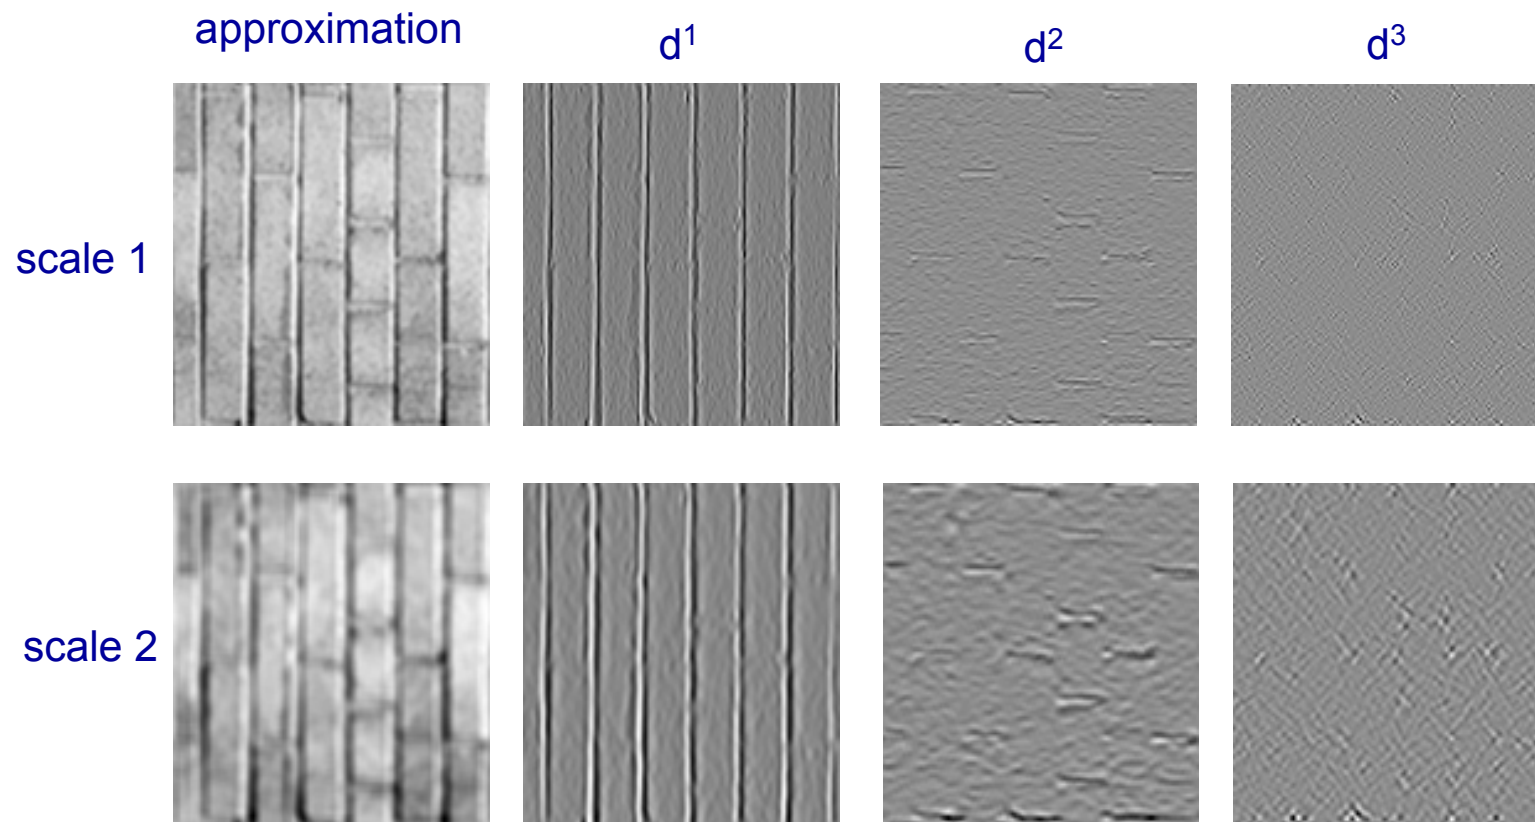 approximation d¹ d² d³
scale 1
scale 2